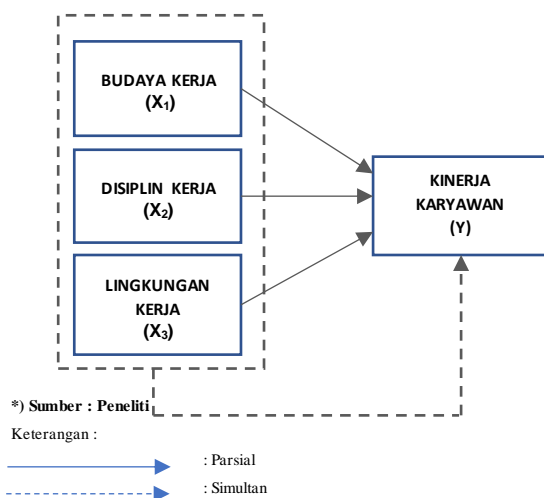 BUDAYA KERJA
(X₁)
DISIPLIN KERJA
(X₂)
LINGKUNGAN
KERJA
(X₃)
KINERJA
KARYAWAN
(Y)
*) Sumber : Peneliti
Keterangan :
: Parsial
: Simultan